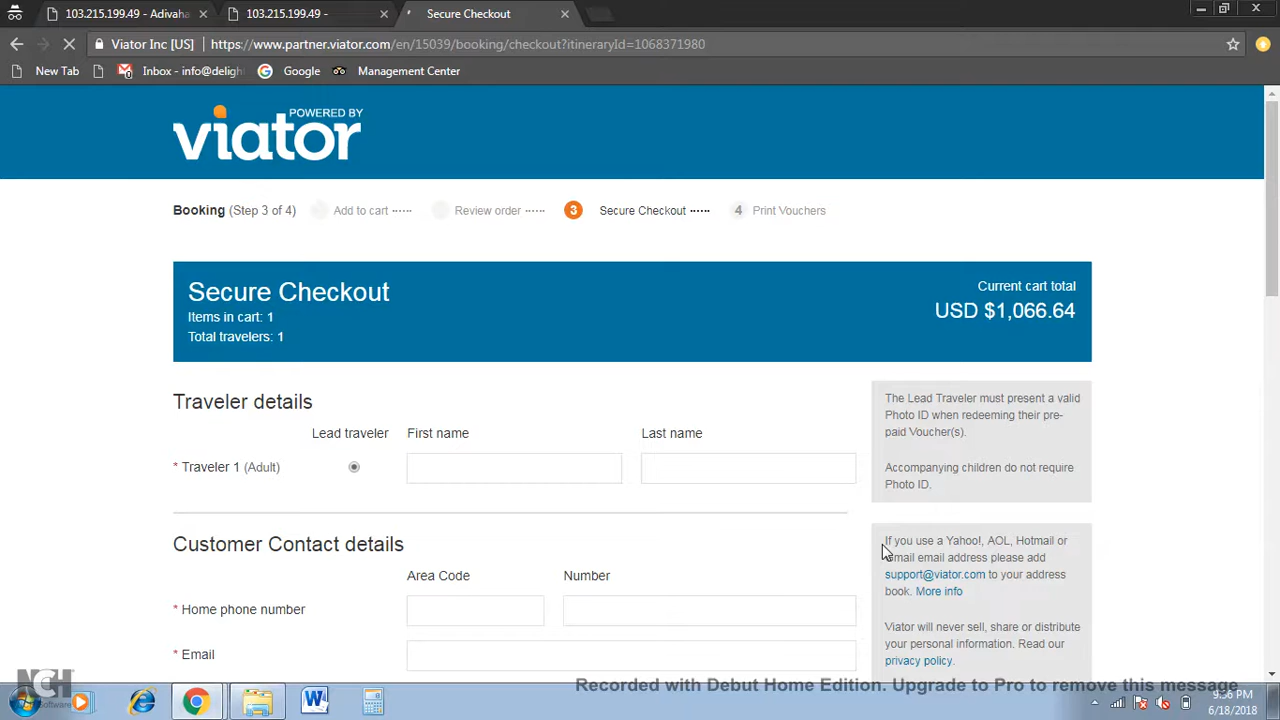 103.215.199.49 - Adivaha
103.215.199.49 -
Secure Checkout
Viator Inc [US] https://www.partner.viator.com/en/15039/booking/checkout?itineraryId=1068371980
New Tab
Inbox - info@deligh
Google
Management Center
POWERED BY
viator
Booking (Step 3 of 4)
Add to cart
Review order
3 Secure Checkout
4 Print Vouchers
Secure Checkout
Items in cart: 1
Total travelers: 1
Current cart total
USD $1,066.64
Traveler details
Lead traveler
First name
Last name
* Traveler 1 (Adult)
The Lead Traveler must present a valid
Photo ID when redeeming their pre-
paid Voucher(s).
Accompanying children do not require
Photo ID.
Customer Contact details
Area Code
Number
* Home phone number
* Email
If you use a Yahoo!, AOL, Hotmail or
email address please add
support@viator.com to your address
book. More info
Viator will never sell, share or distribute
your personal information. Read our
privacy policy.
NCH Software
Recorded with Debut Home Edition. Upgrade to Pro to remove this message
9:56 PM
6/18/2018